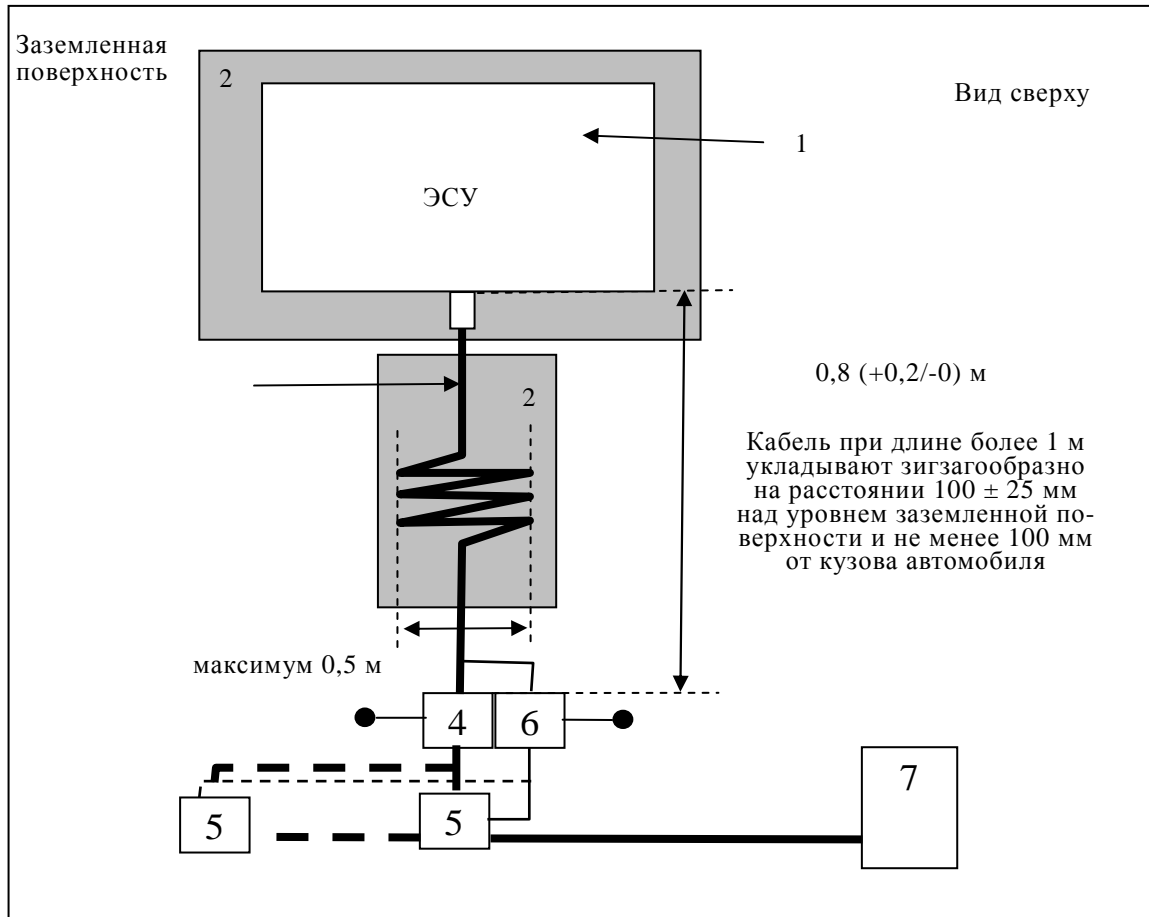 Заземленная
поверхность
2
Вид сверху
1
ЭСУ
0,8 (+0,2/-0) м
2
Кабель при длине более 1 м
укладывают зигзагообразно
на расстоянии 100 ± 25 мм
над уровнем заземленной по-
верхности и не менее 100 мм
от кузова автомобиля
максимум 0,5 м
4
6
7
5
5